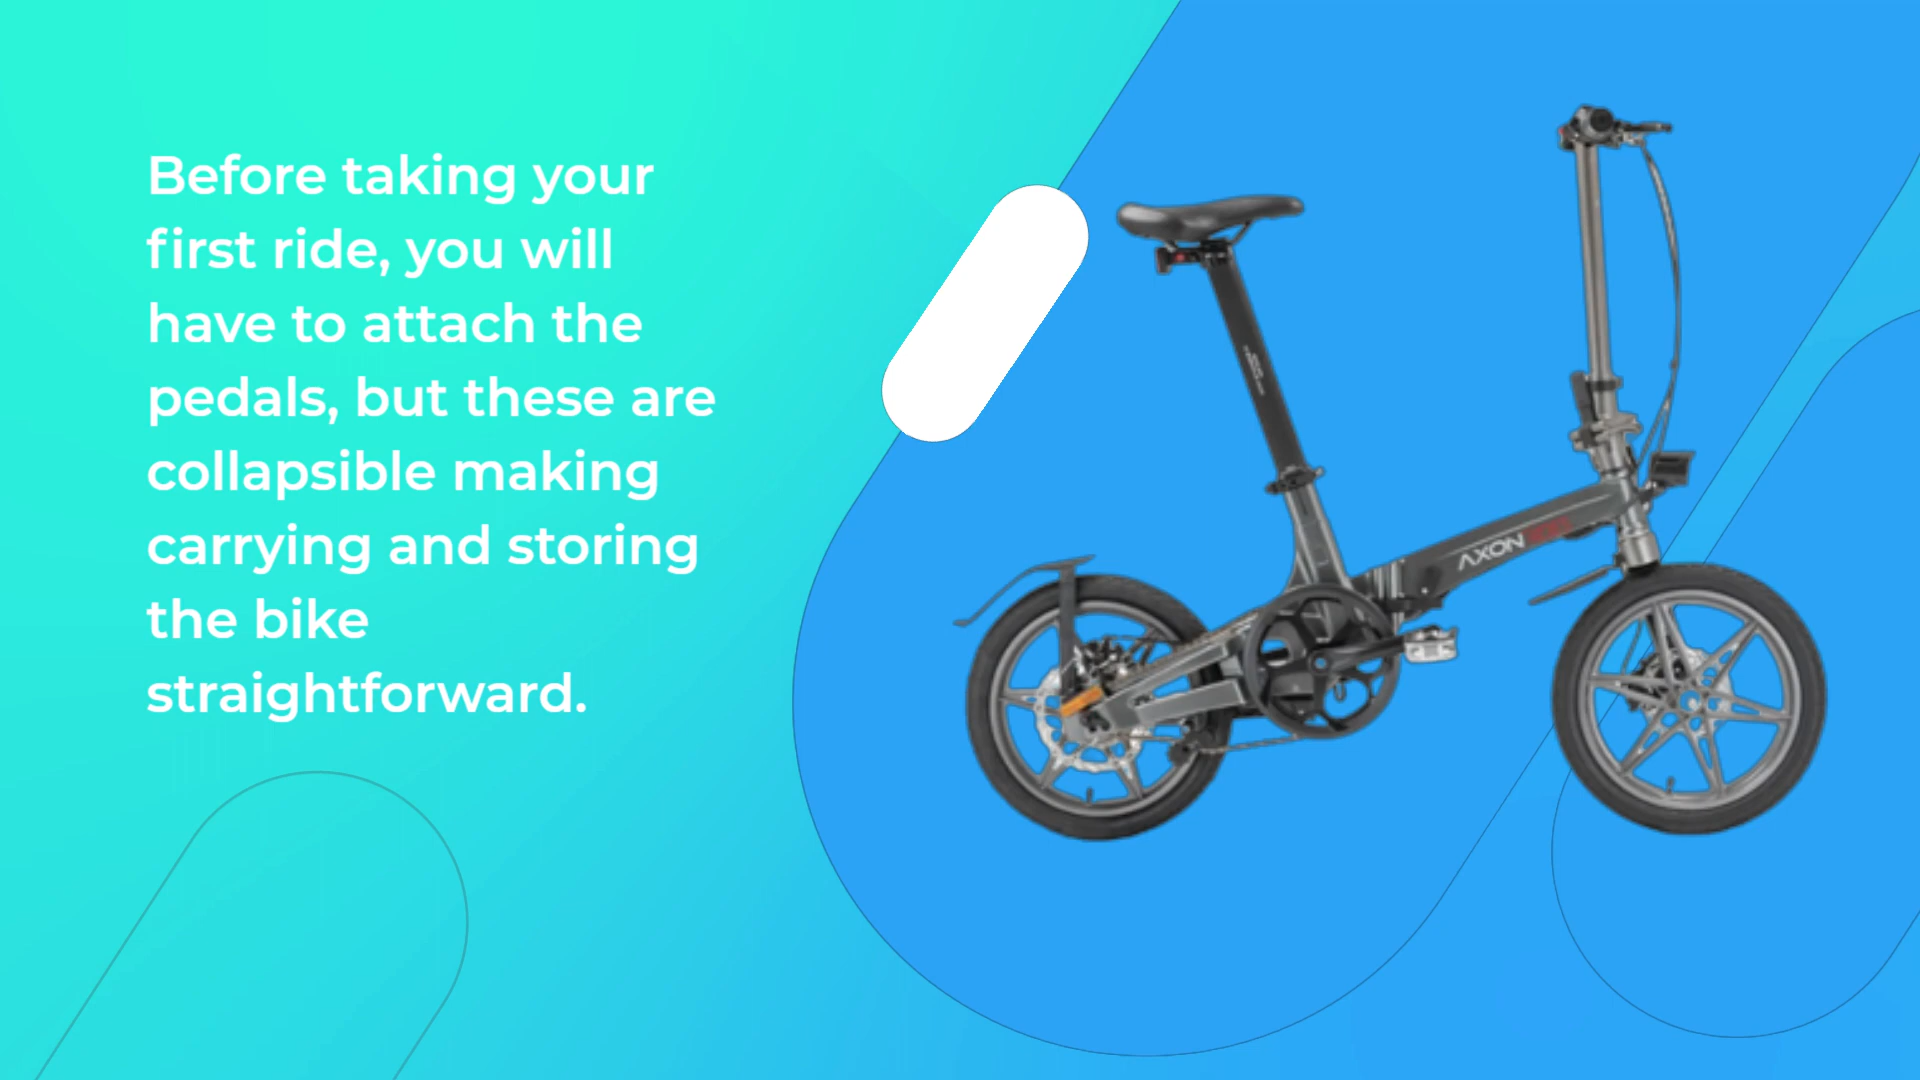 Before taking your
first ride, you will
have to attach the
pedals, but these are
collapsible making
carrying and storing
the bike
straightforward.
AXON